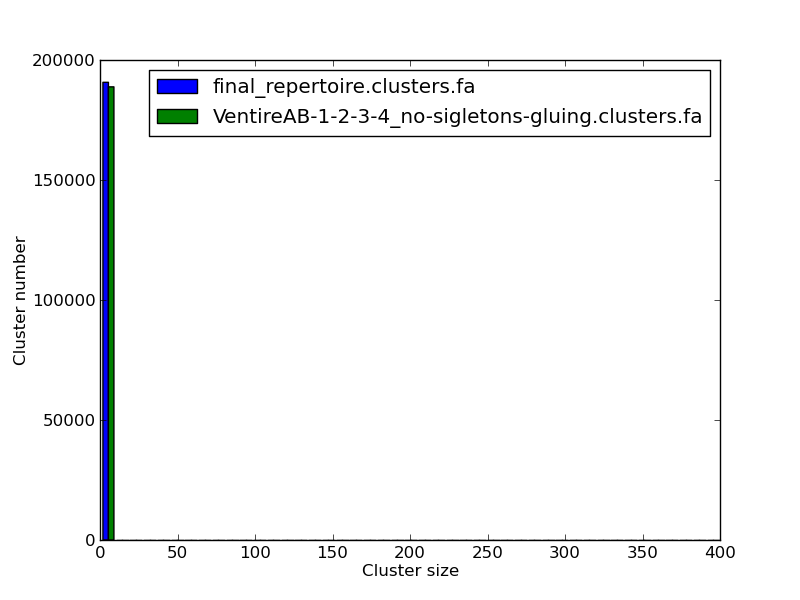 200000
150000
100000
50000
0
Cluster number
final_repertoire.clusters.fa
VentireAB-1-2-3-4_no-sigletons-gluing.clusters.fa
0 50 100 150 200 250 300 350 400
Cluster size